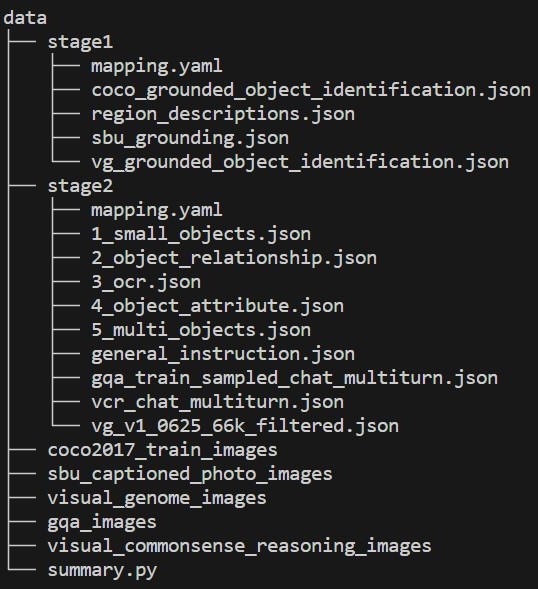 data
├── stage1
│   ├── mapping.yaml
│   ├── coco_grounded_object_identification.json
│   ├── region_descriptions.json
│   ├── sbu_grounding.json
│   └── vg_grounded_object_identification.json
├── stage2
│   ├── mapping.yaml
│   ├── 1_small_objects.json
│   ├── 2_object_relationship.json
│   ├── 3_ocr.json
│   ├── 4_object_attribute.json
│   ├── 5_multi_objects.json
│   ├── general_instruction.json
│   ├── gqa_train_sampled_chat_multiturn.json
│   ├── vcr_chat_multiturn.json
│   └── vg_v1_0625_66k_filtered.json
├── coco2017_train_images
├── sbu_captioned_photo_images
├── visual_genome_images
├── gqa_images
├── visual_commonsense_reasoning_images
└── summary.py